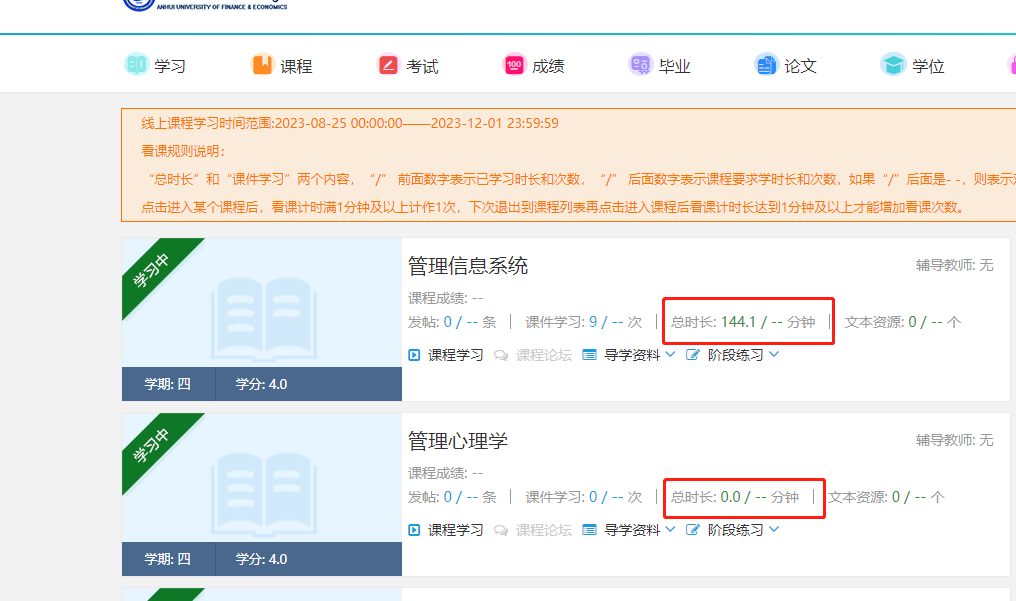 ANHUI UNIVERSITY OF FINANCE & ECONOMICS
学习 课程 考试 100 成绩 毕业 论文 学位
线上课程学习时间范围:2023-08-25 00:00:00——2023-12-01 23:59:59
看课规则说明:
“总时长”和“课件学习”两个内容， “/” 前面数字表示已学习时长和次数， “/” 后面数字表示课程要求学时长和次数，如果“/”后面是- -，则表示
点击进入某个课程后，看课计时满1分钟及以上计作1次，下次退出到课程列表再点击进入课程后看课计时长达到1分钟及以上才能增加看课次数。
学习中
管理信息系统 辅导教师: 无
课程成绩: --
发帖: 0 / -- 条 | 课件学习: 9 / -- 次 | 总时长: 144.1 / -- 分钟 | 文本资源: 0 / -- 个
课程学习 课程论坛 导学资料 阶段练习
学期: 四 学分: 4.0
学习中
管理心理学 辅导教师: 无
课程成绩: --
发帖: 0 / -- 条 | 课件学习: 0 / -- 次 | 总时长: 0.0 / -- 分钟 | 文本资源: 0 / -- 个
课程学习 课程论坛 导学资料 阶段练习
学期: 四 学分: 4.0